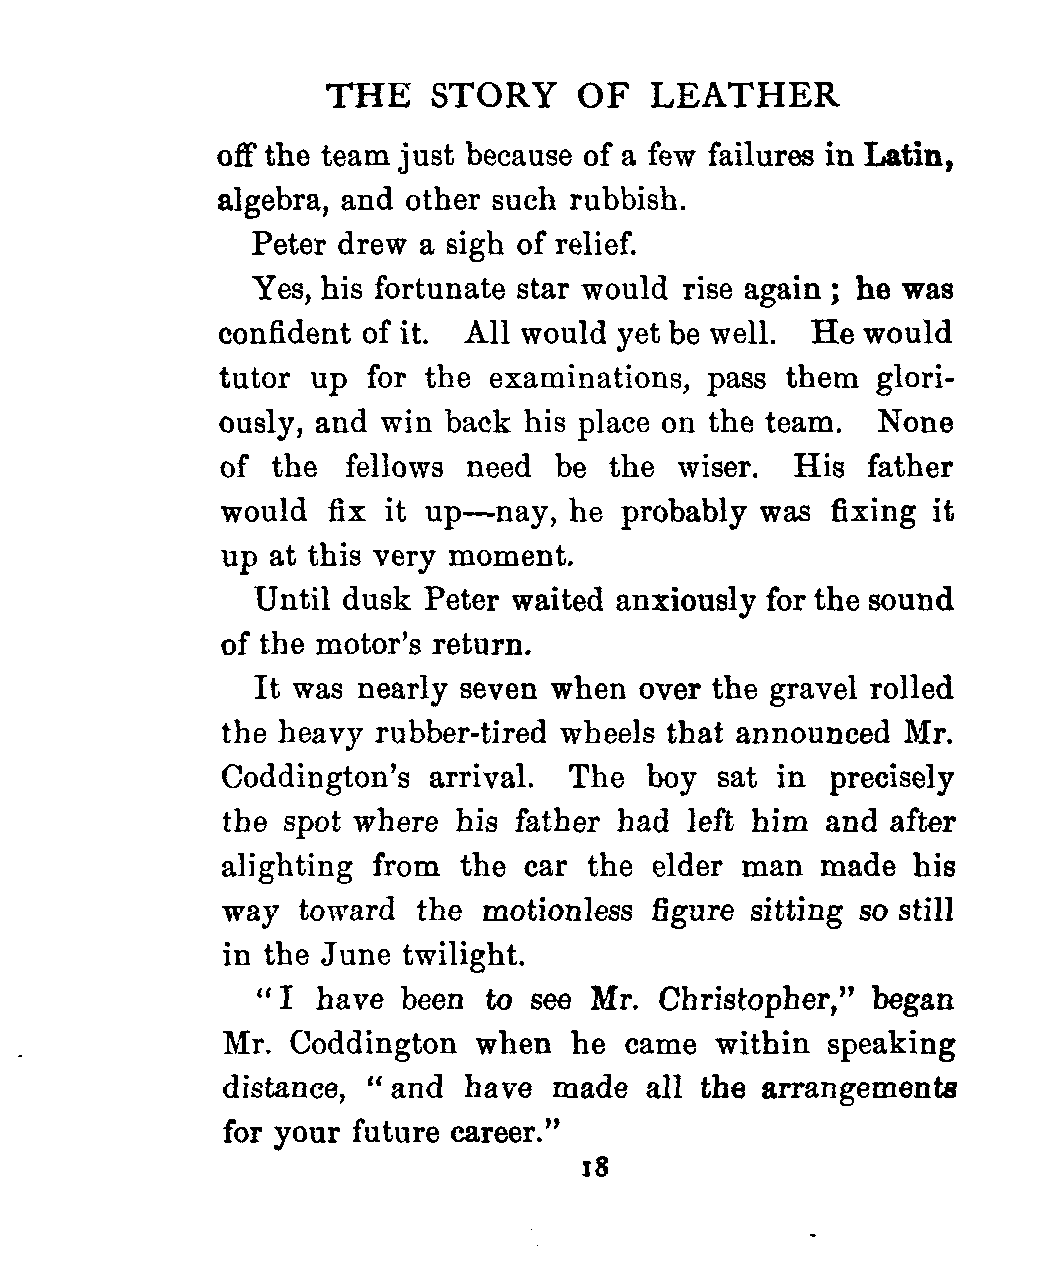 THE STORY OF LEATHER
off the team just because of a few failures in Latin,
algebra, and other such rubbish.
Peter drew a sigh of relief.
Yes, his fortunate star would rise again ; he was
confident of it. All would yet be well. He would
tutor up for the examinations, pass them glori-
ously, and win back his place on the team. None
of the fellows need be the wiser. His father
would fix it up—nay, he probably was fixing it
up at this very moment.
Until dusk Peter waited anxiously for the sound
of the motor's return.
It was nearly seven when over the gravel rolled
the heavy rubber-tired wheels that announced Mr.
Coddington's arrival. The boy sat in precisely
the spot where his father had left him and after
alighting from the car the elder man made his
way toward the motionless figure sitting so still
in the June twilight.
“ I have been to see Mr. Christopher,” began
Mr. Coddington when he came within speaking
distance, “ and have made all the arrangements
for your future career.”
18